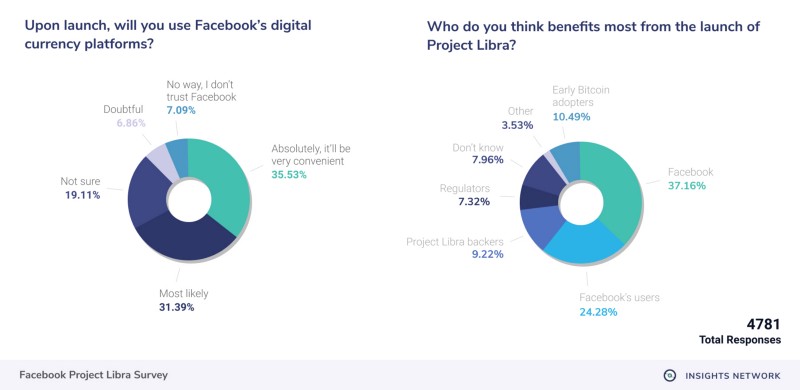 Upon launch, will you use Facebook's digital
currency platforms?
No way, I don't
trust Facebook
7.09%
Doubtful
6.86%
Absolutely, it'll be
very convenient
35.53%
Not sure
19.11%
Most likely
31.39%
Who do you think benefits most from the launch of
Project Libra?
Early Bitcoin
adopters
10.49%
Other
3.53%
Don't know
7.96%
Facebook
37.16%
Regulators
7.32%
Project Libra backers
9.22%
Facebook's users
24.28%
4781
Total Responses
Facebook Project Libra Survey
INSIGHTS NETWORK